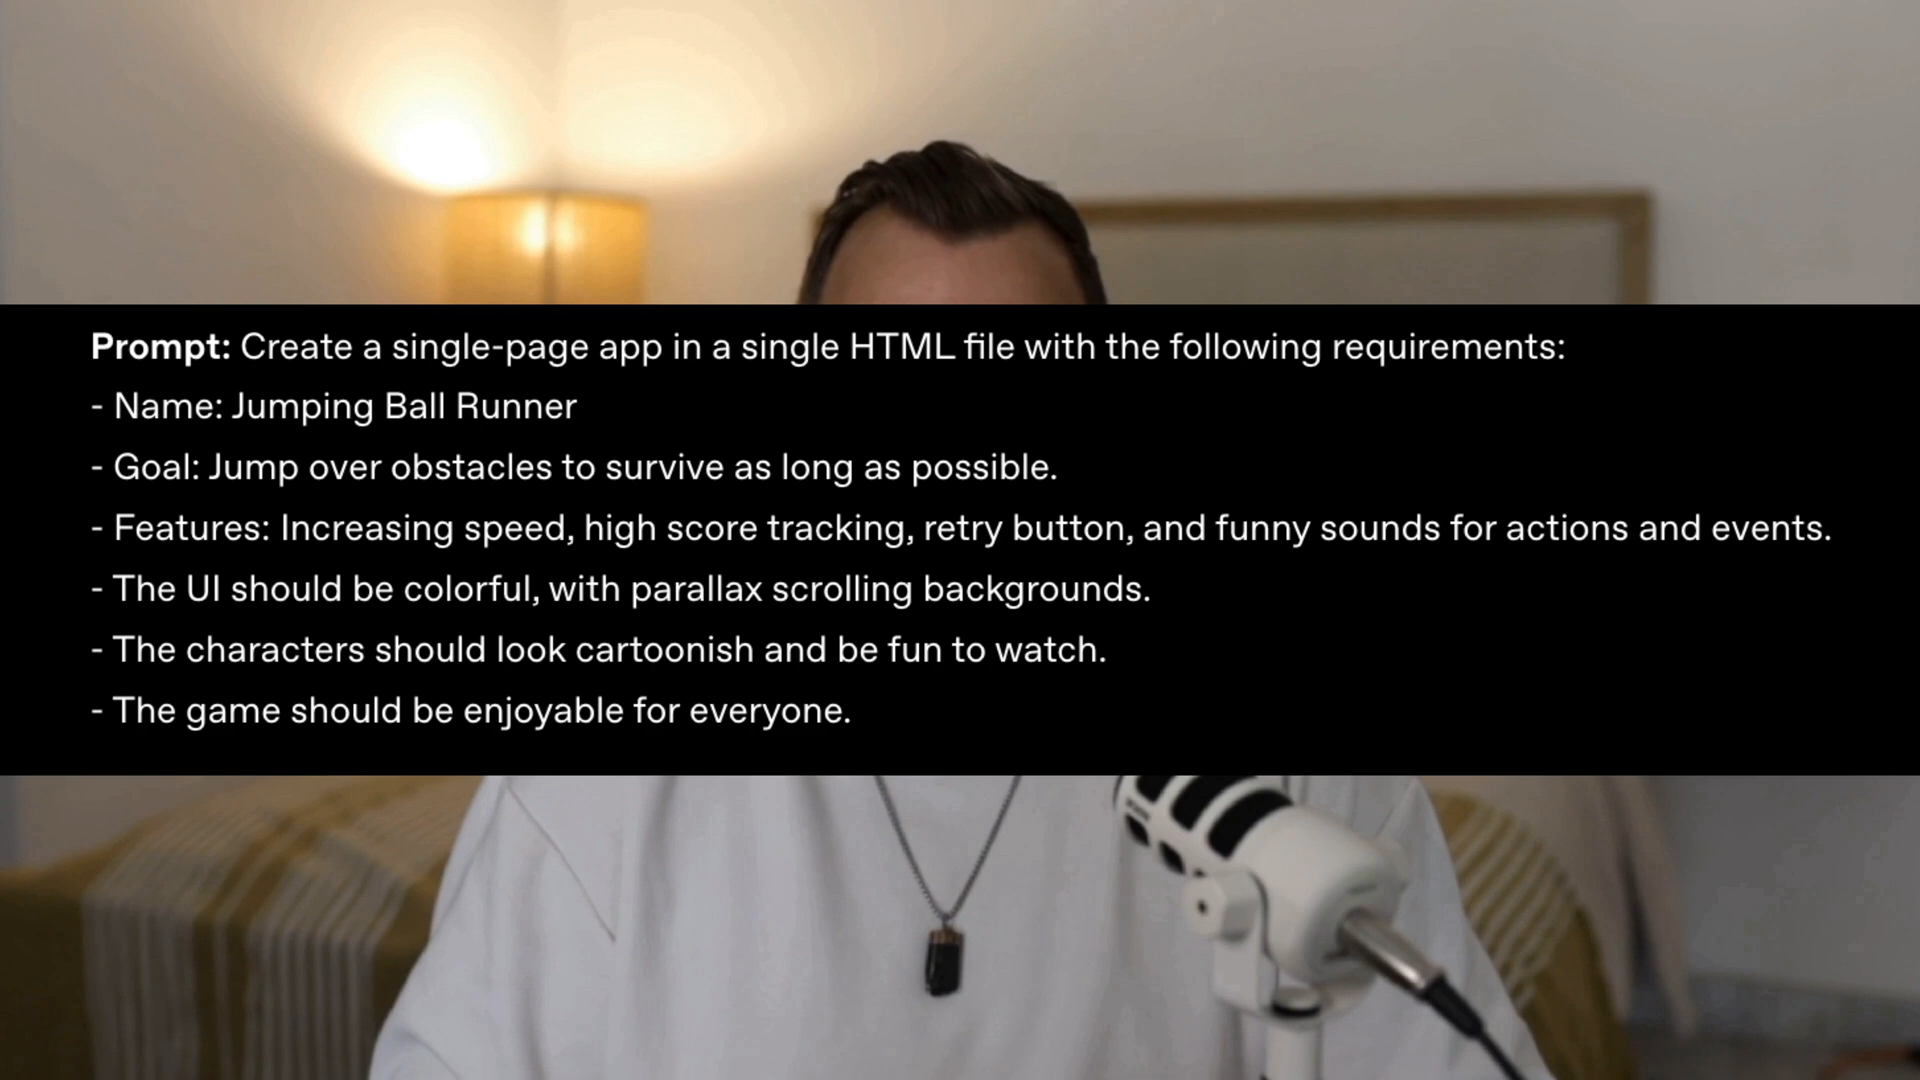 Prompt: Create a single-page app in a single HTML file with the following requirements:
- Name: Jumping Ball Runner
- Goal: Jump over obstacles to survive as long as possible.
- Features: Increasing speed, high score tracking, retry button, and funny sounds for actions and events.
- The UI should be colorful, with parallax scrolling backgrounds.
- The characters should look cartoonish and be fun to watch.
- The game should be enjoyable for everyone.